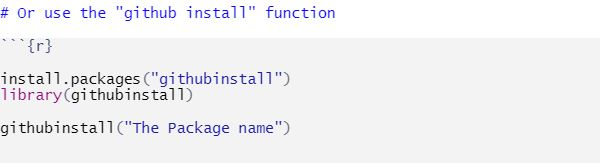 # Or use the "github install" function
```{r}
install.packages("githubinstall")
library(githubinstall)
githubinstall("The Package name")